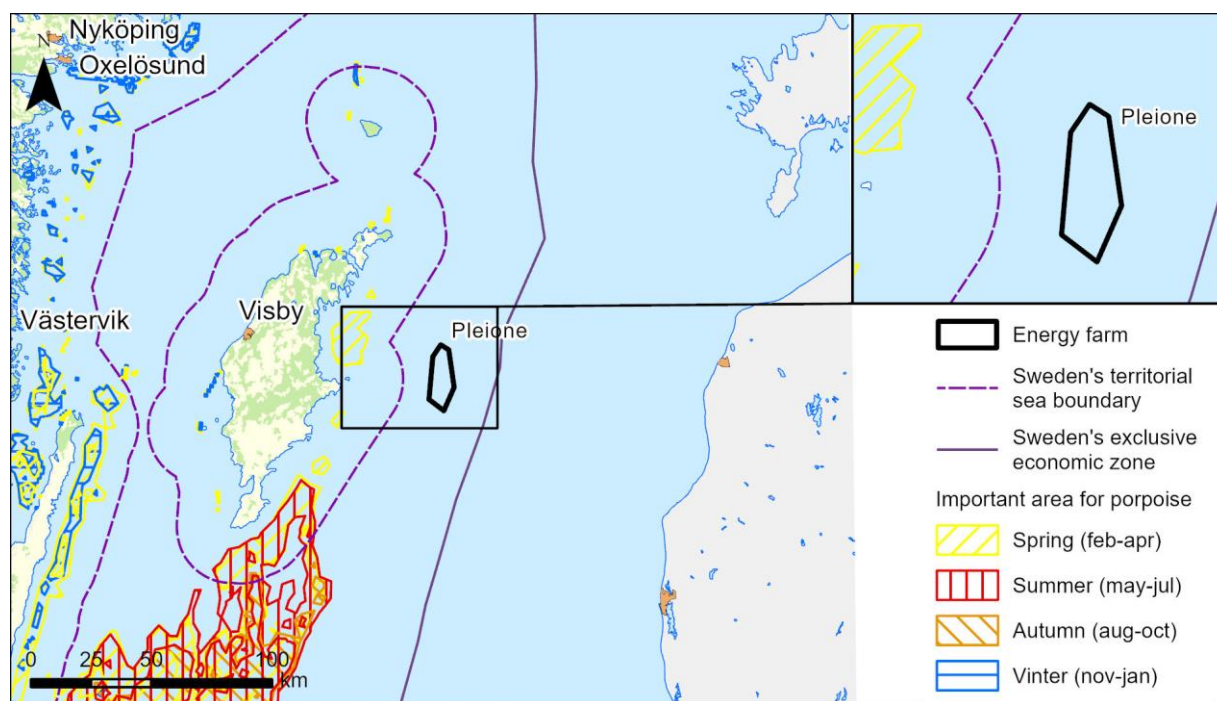 Nyköping
N
Oxelösund
Västervik
Visby
Pleione
0 25 50 100
km
Pleione
Energy farm
Sweden's territorial
sea boundary
Sweden's exclusive
economic zone
Important area for porpoise
Spring (feb-apr)
Summer (may-jul)
Autumn (aug-oct)
Vinter (nov-jan)